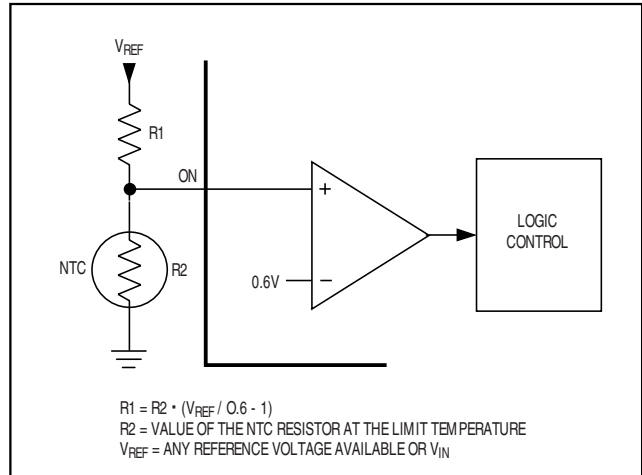 VREF
R1
ON
+
LOGIC
CONTROL
NTC
R2
0.6V
–
R1 = R2 • (VREF / 0.6 - 1)
R2 = VALUE OF THE NTC RESISTOR AT THE LIMIT TEMPERATURE
VREF = ANY REFERENCE VOLTAGE AVAILABLE OR VIN